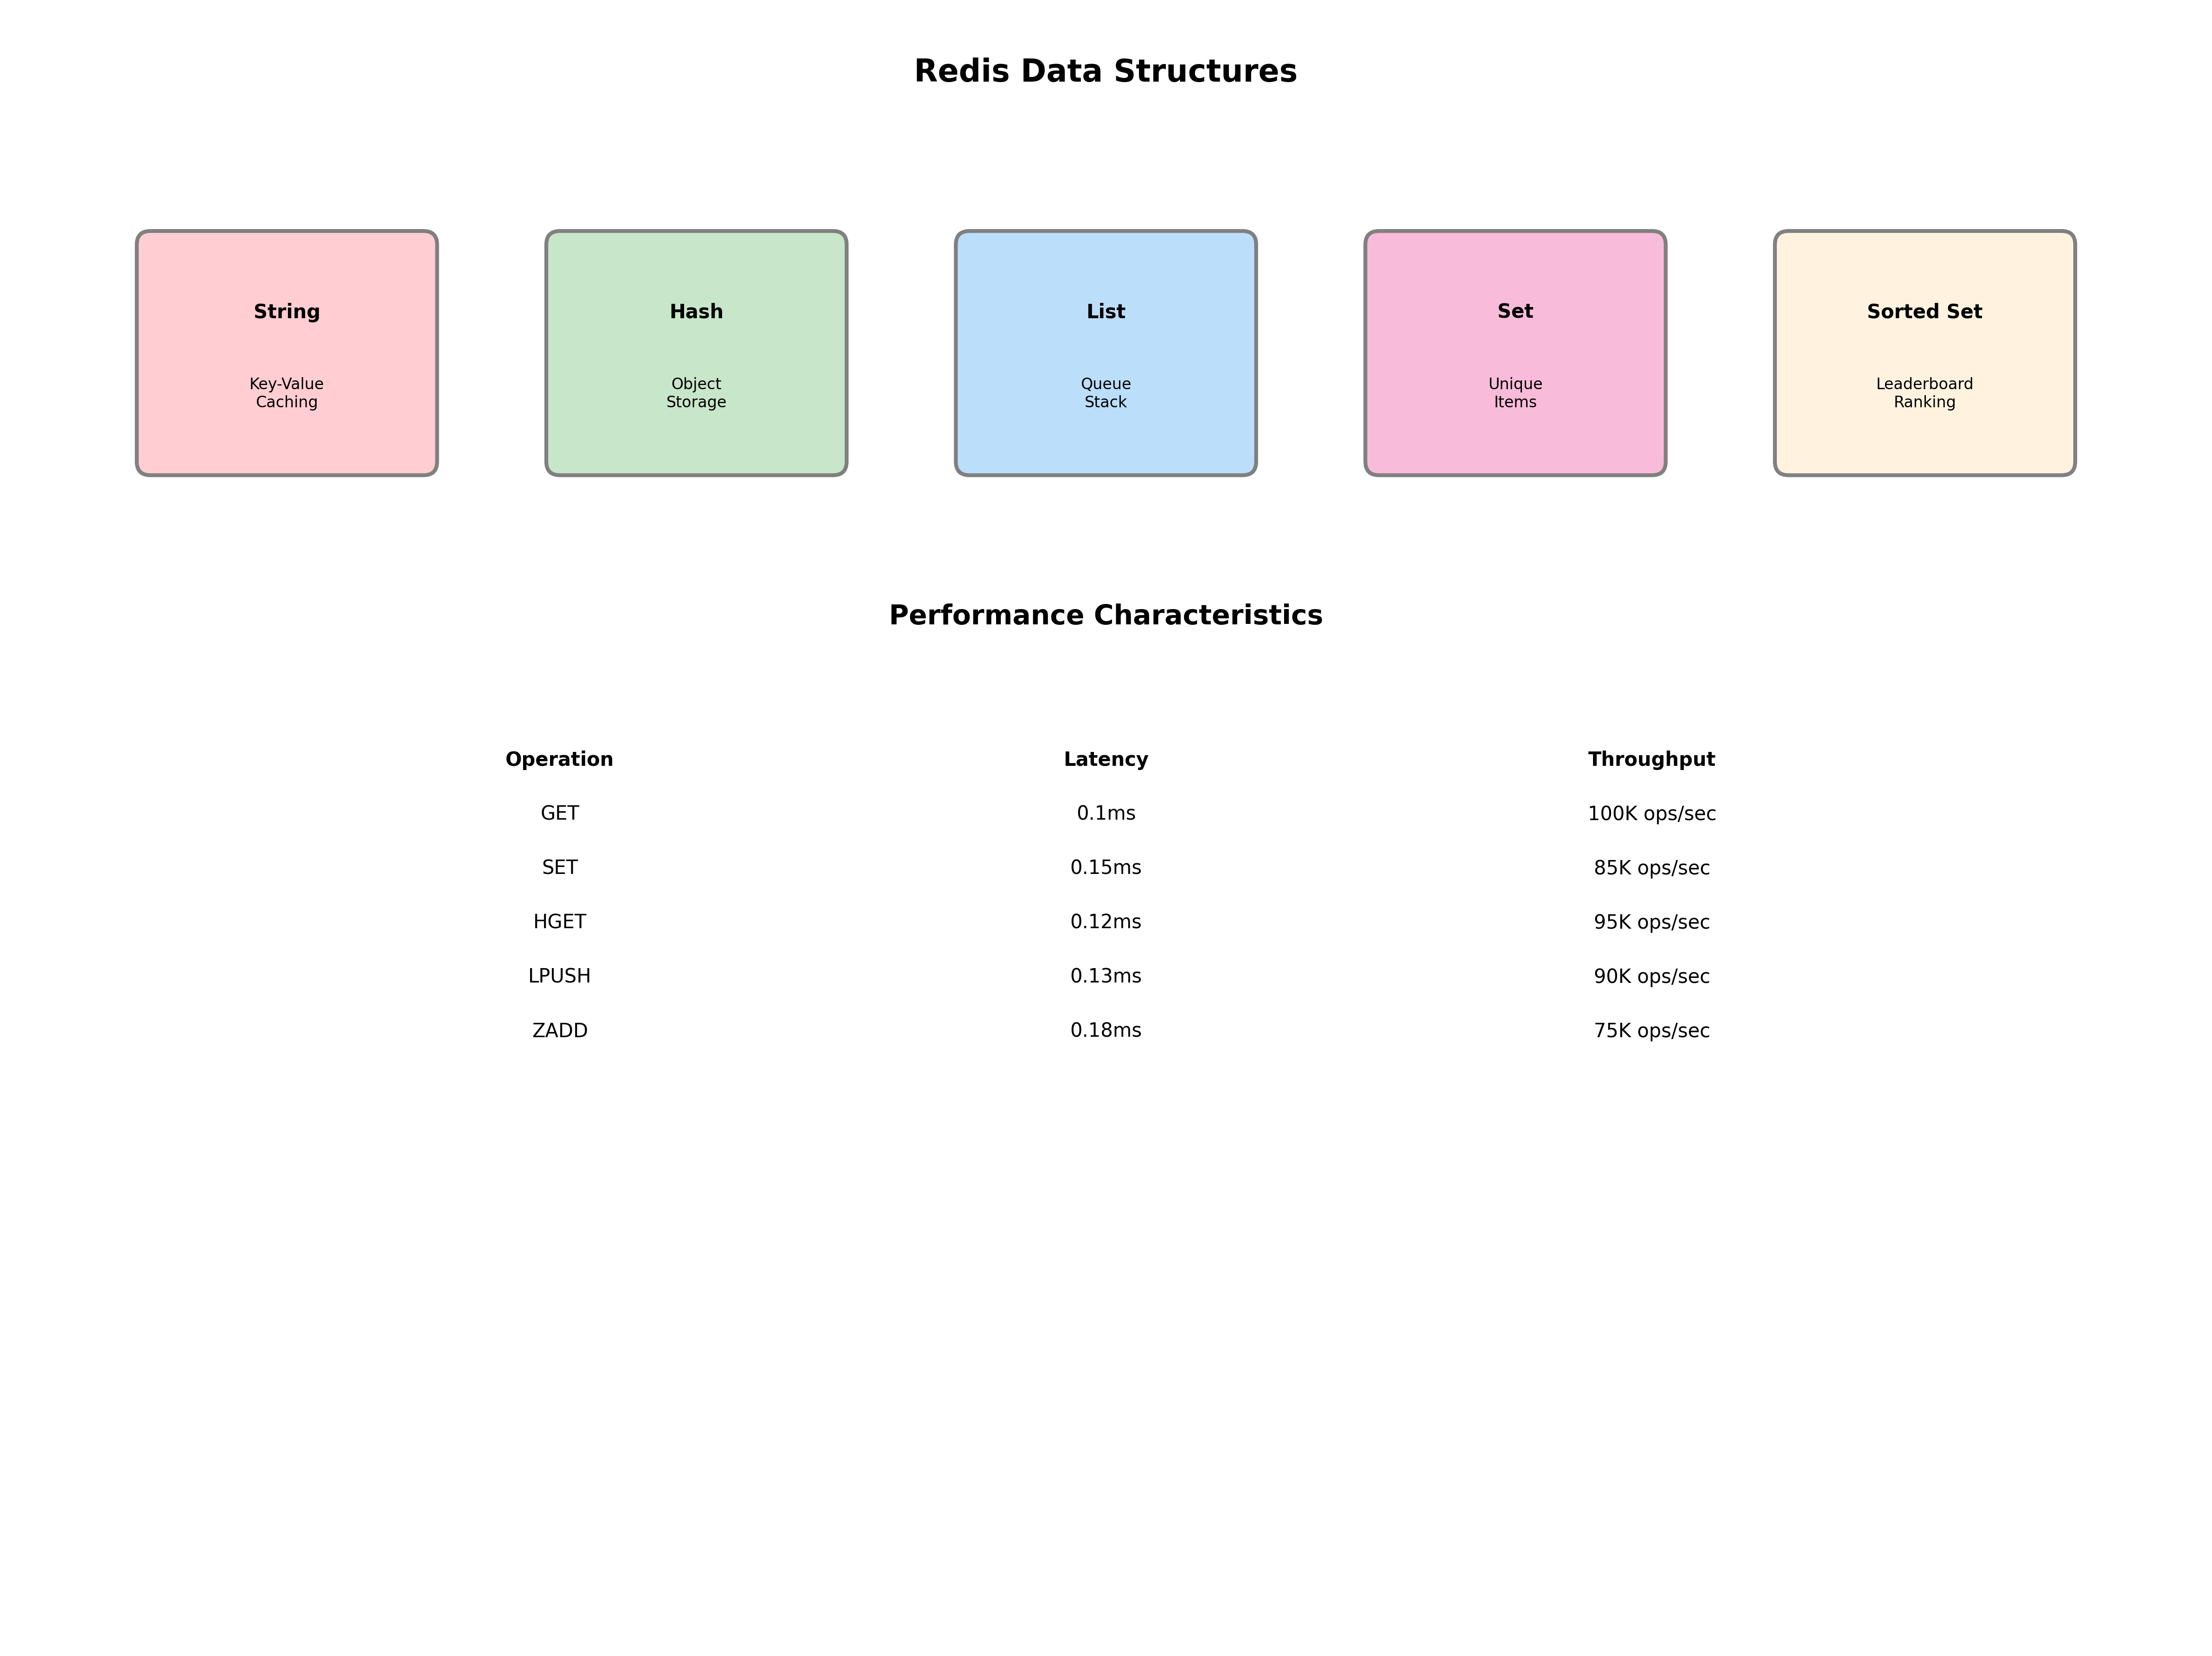 Redis Data Structures
String
Key-Value
Caching
Hash
Object
Storage
List
Queue
Stack
Set
Unique
Items
Sorted Set
Leaderboard
Ranking
Performance Characteristics
Operation Latency Throughput
GET 0.1ms 100K ops/sec
SET 0.15ms 85K ops/sec
HGET 0.12ms 95K ops/sec
LPUSH 0.13ms 90K ops/sec
ZADD 0.18ms 75K ops/sec